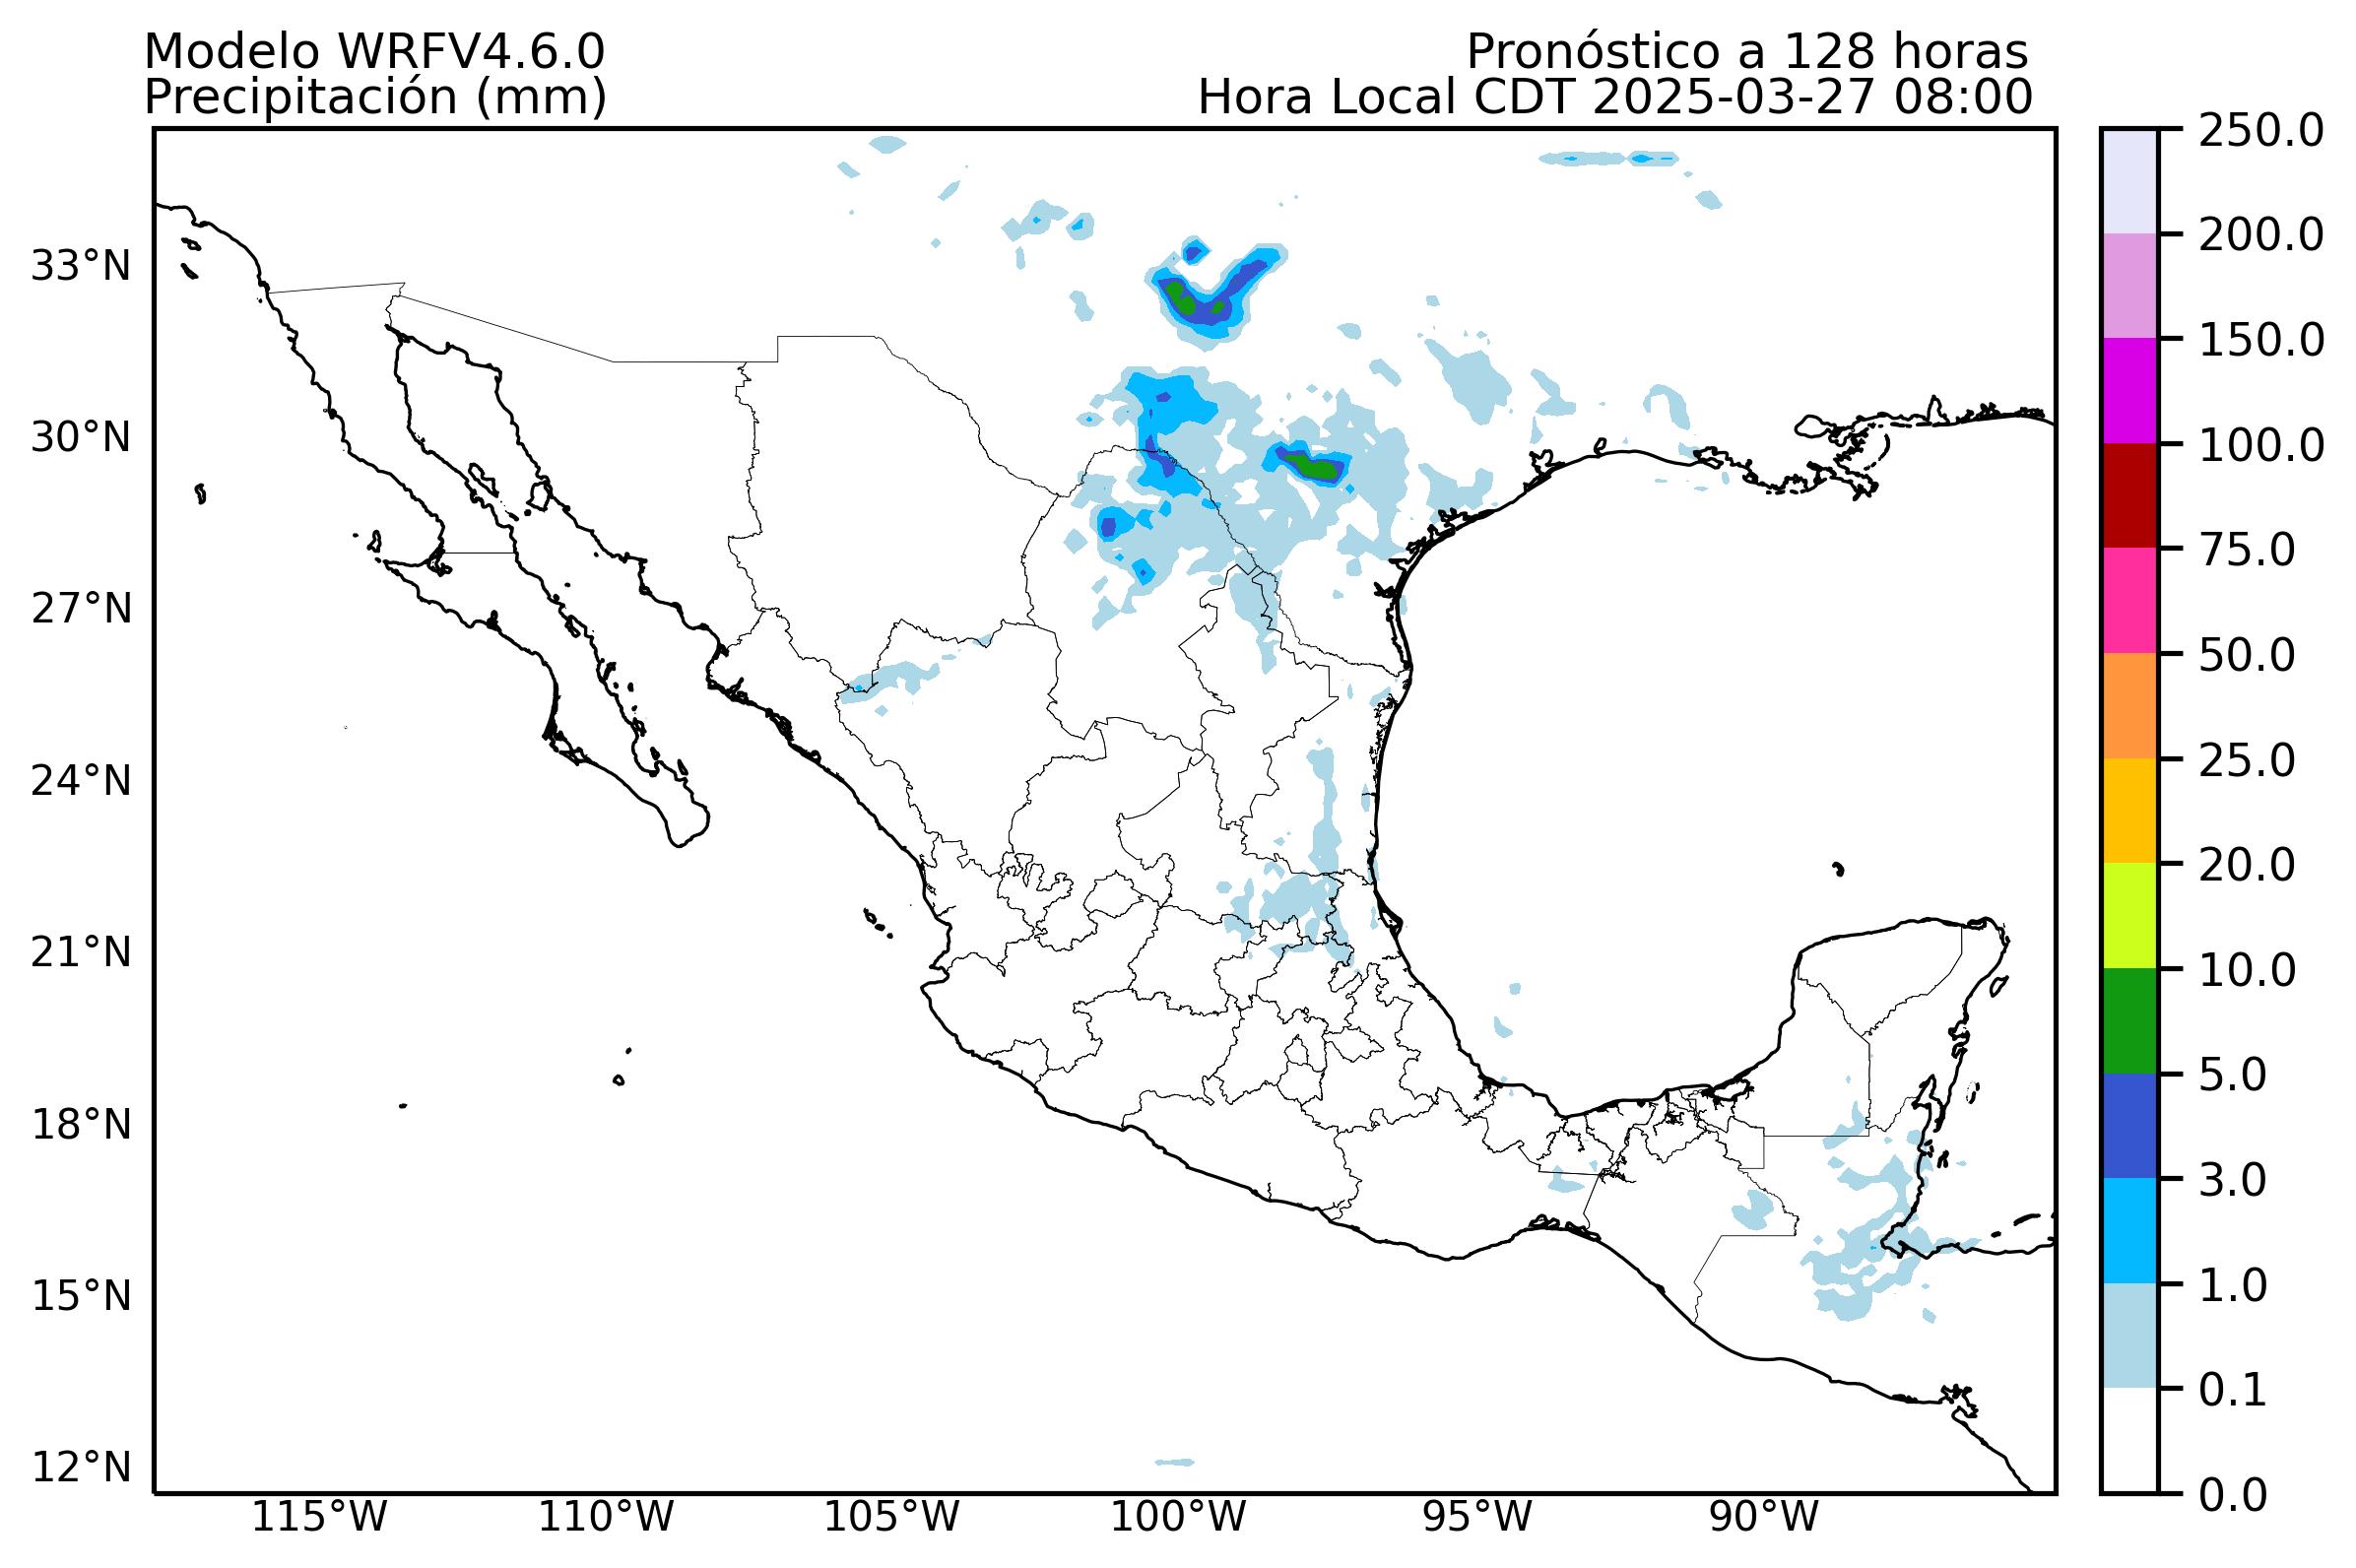 Modelo WRFV4.6.0
Precipitación (mm)
Pronóstico a 128 horas
Hora Local CDT 2025-03-27 08:00
33°N
30°N
27°N
24°N
21°N
18°N
15°N
12°N
115°W
110°W
105°W
100°W
95°W
90°W
250.0
200.0
150.0
100.0
75.0
50.0
25.0
20.0
10.0
5.0
3.0
1.0
0.1
0.0